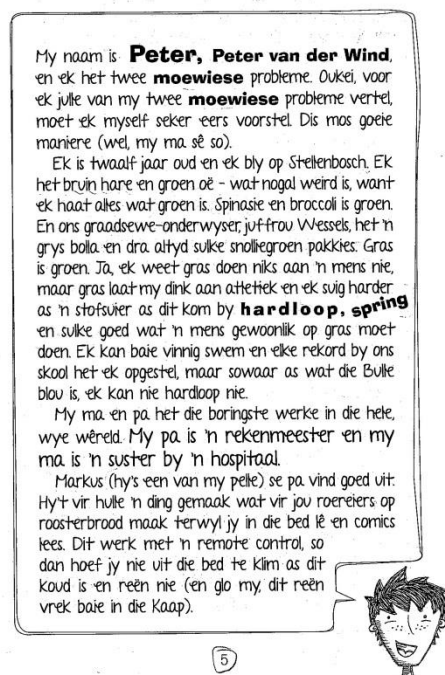 My naam is Peter, Peter van der Wind,
en ek het twee moewiese probleme. Oukei, voor
ek julle van my twee moewiese probleme vertel,
moet ek myself seker eers voorstel. Dis mos goeie
maniere (wel, my ma sê so).
Ek is twaalf jaar oud en ek bly op Stellenbosch. Ek
het bruin hare en groen oë – wat nogal weird is, want
ek haat alles wat groen is. Spinasie en broccoli is groen.
En ons graadsewe-onderwyser, juffrou Wessels, het 'n
grys bolla en dra altyd sulke snotliegroen pakkies. Gras
is groen. Ja, ek weet gras doen niks aan 'n mens nie,
maar gras laat my dink aan atletiek en ek suig harder
as 'n stofsuier as dit kom by hardloop, spring
en sulke goed wat 'n mens gewoonlik op gras moet
doen. Ek kan baie vinnig swem en elke rekord by ons
skool het ek opgestel, maar sowaar as wat die Bulle
blou is, ek kan nie hardloop nie.
My ma en pa het die boringste werke in die hele,
wye wêreld. My pa is 'n rekenmeester en my
ma is 'n suster by 'n hospitaal.
Markus (hy's een van my pelle) se pa vind goed uit.
Hy't vir hulle 'n ding gemaak wat vir jou roereiers op
roosterbrood maak terwyl jy in die bed lê en comics
lees. Dit werk met 'n remote control, so
dan hoef jy nie uit die bed te klim as dit
koud is en reën nie (en glo my, dit reën
vrek baie in die Kaap).
5